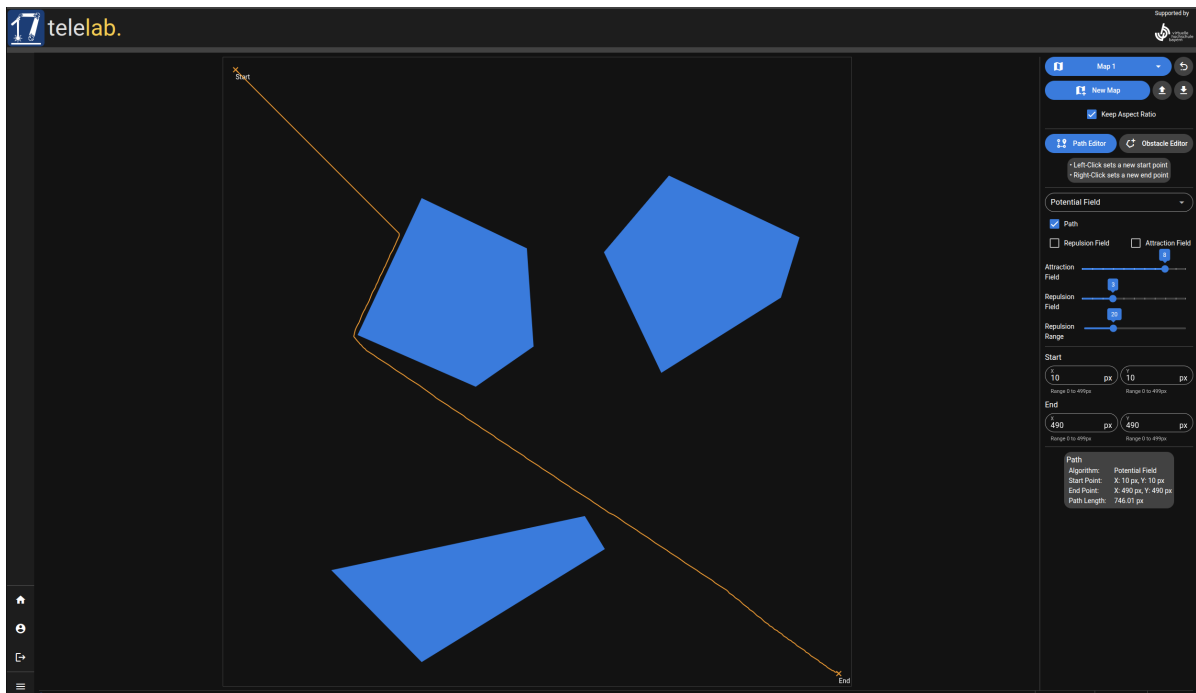 17 telelab.
Supported by
virtuelle
hochschule
bayern
Start
End
Map 1
New Map
Keep Aspect Ratio
Path Editor
Obstacle Editor
• Left-Click sets a new start point
• Right-Click sets a new end point
Potential Field
Path
Repulsion Field
Attraction Field
8
Attraction
Field
3
Repulsion
Field
20
Repulsion
Range
Start
X
10 px
Y
10 px
Range 0 to 499px
Range 0 to 499px
End
X
490 px
Y
490 px
Range 0 to 499px
Range 0 to 499px
Path
Algorithm: Potential Field
Start Point: X: 10 px, Y: 10 px
End Point: X: 490 px, Y: 490 px
Path Length: 746.01 px